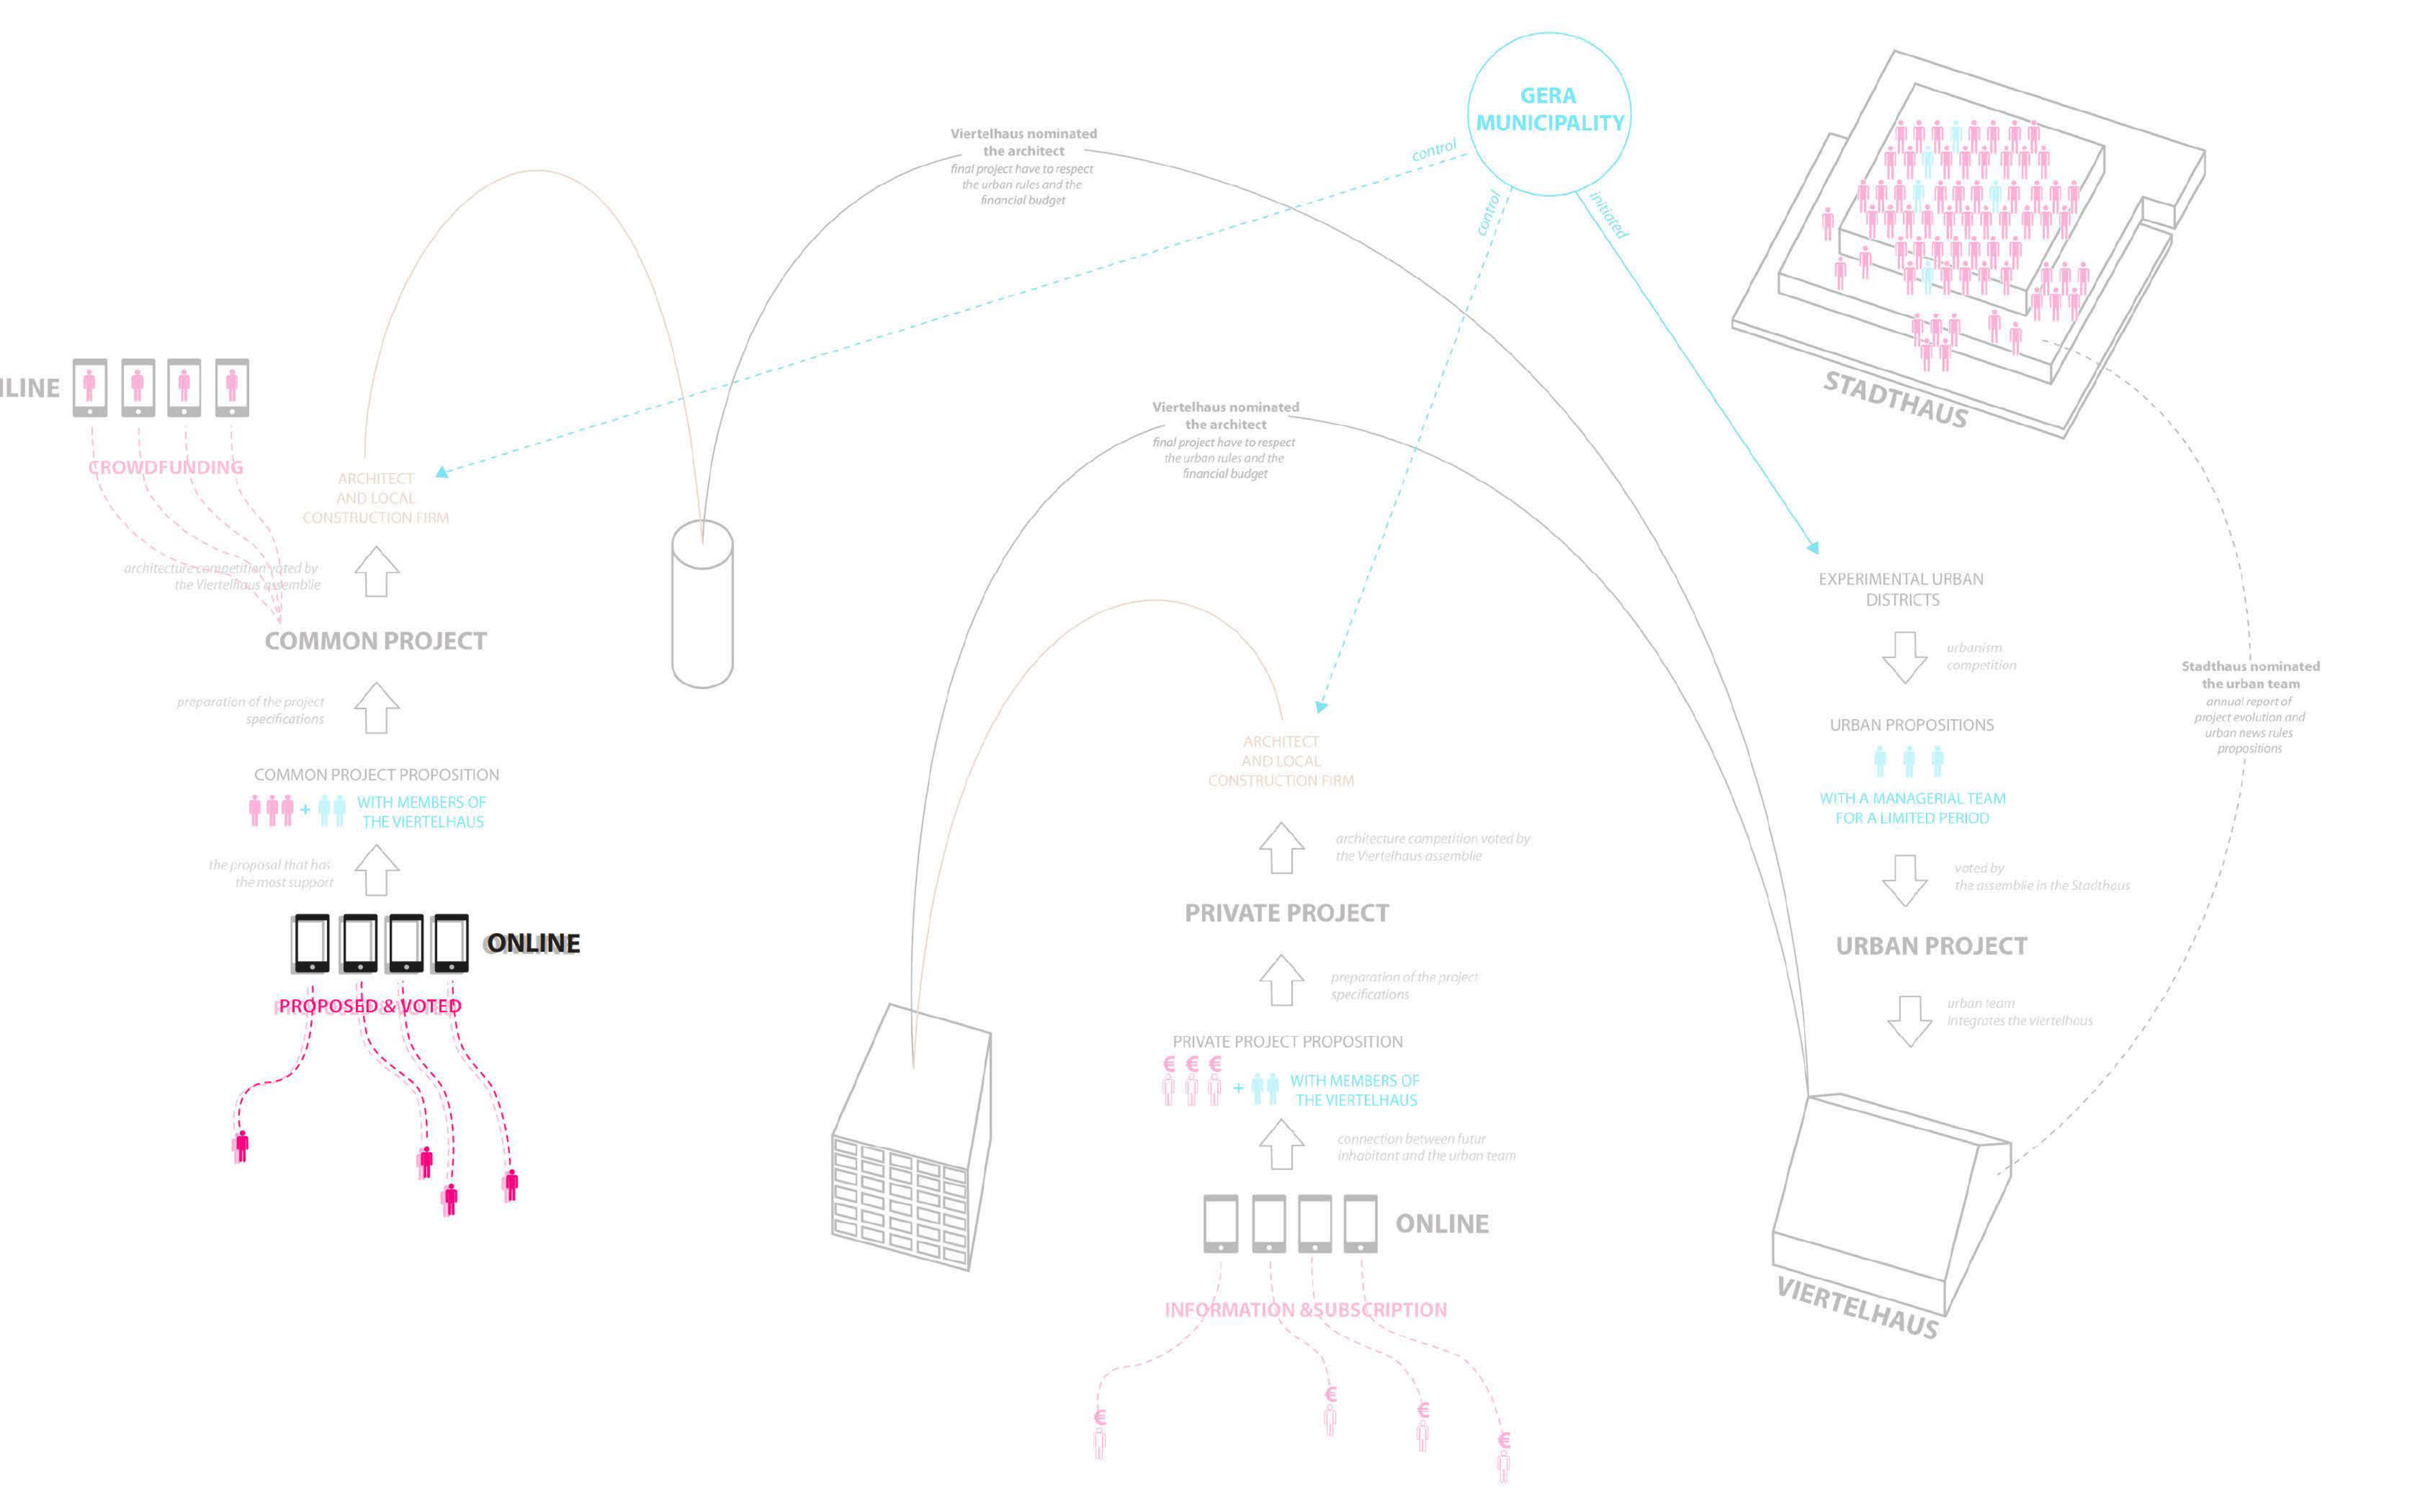 GERA
MUNICIPALITY
control
control
initiated
Viertelhaus nominated
the architect
final project have to respect
the urban rules and the
financial budget
STADTHAUS
LINE
CROWDFUNDING
ARCHITECT
AND LOCAL
CONSTRUCTION FIRM
architecture competition voted by
the Viertelhaus assemblie
COMMON PROJECT
preparation of the project
specifications
COMMON PROJECT PROPOSITION
+
WITH MEMBERS OF
THE VIERTELHAUS
the proposal that has
the most support
ONLINE
PROPOSED & VOTED
Viertelhaus nominated
the architect
final project have to respect
the urban rules and the
financial budget
ARCHITECT
AND LOCAL
CONSTRUCTION FIRM
architecture competition voted by
the Viertelhaus assemblie
PRIVATE PROJECT
preparation of the project
specifications
PRIVATE PROJECT PROPOSITION
€ € €
+
WITH MEMBERS OF
THE VIERTELHAUS
connection between futur
inhabitant and the urban team
ONLINE
INFORMATION &SUBSCRIPTION
€
€
€
€
EXPERIMENTAL URBAN
DISTRICTS
urbanism
competition
URBAN PROPOSITIONS
WITH A MANAGERIAL TEAM
FOR A LIMITED PERIOD
voted by
the assemblie in the Stadthaus
URBAN PROJECT
urban team
integrates the viertelhaus
VIERTELHAUS
Stadthaus nominated
the urban team
annual report of
project evolution and
urban news rules
propositions